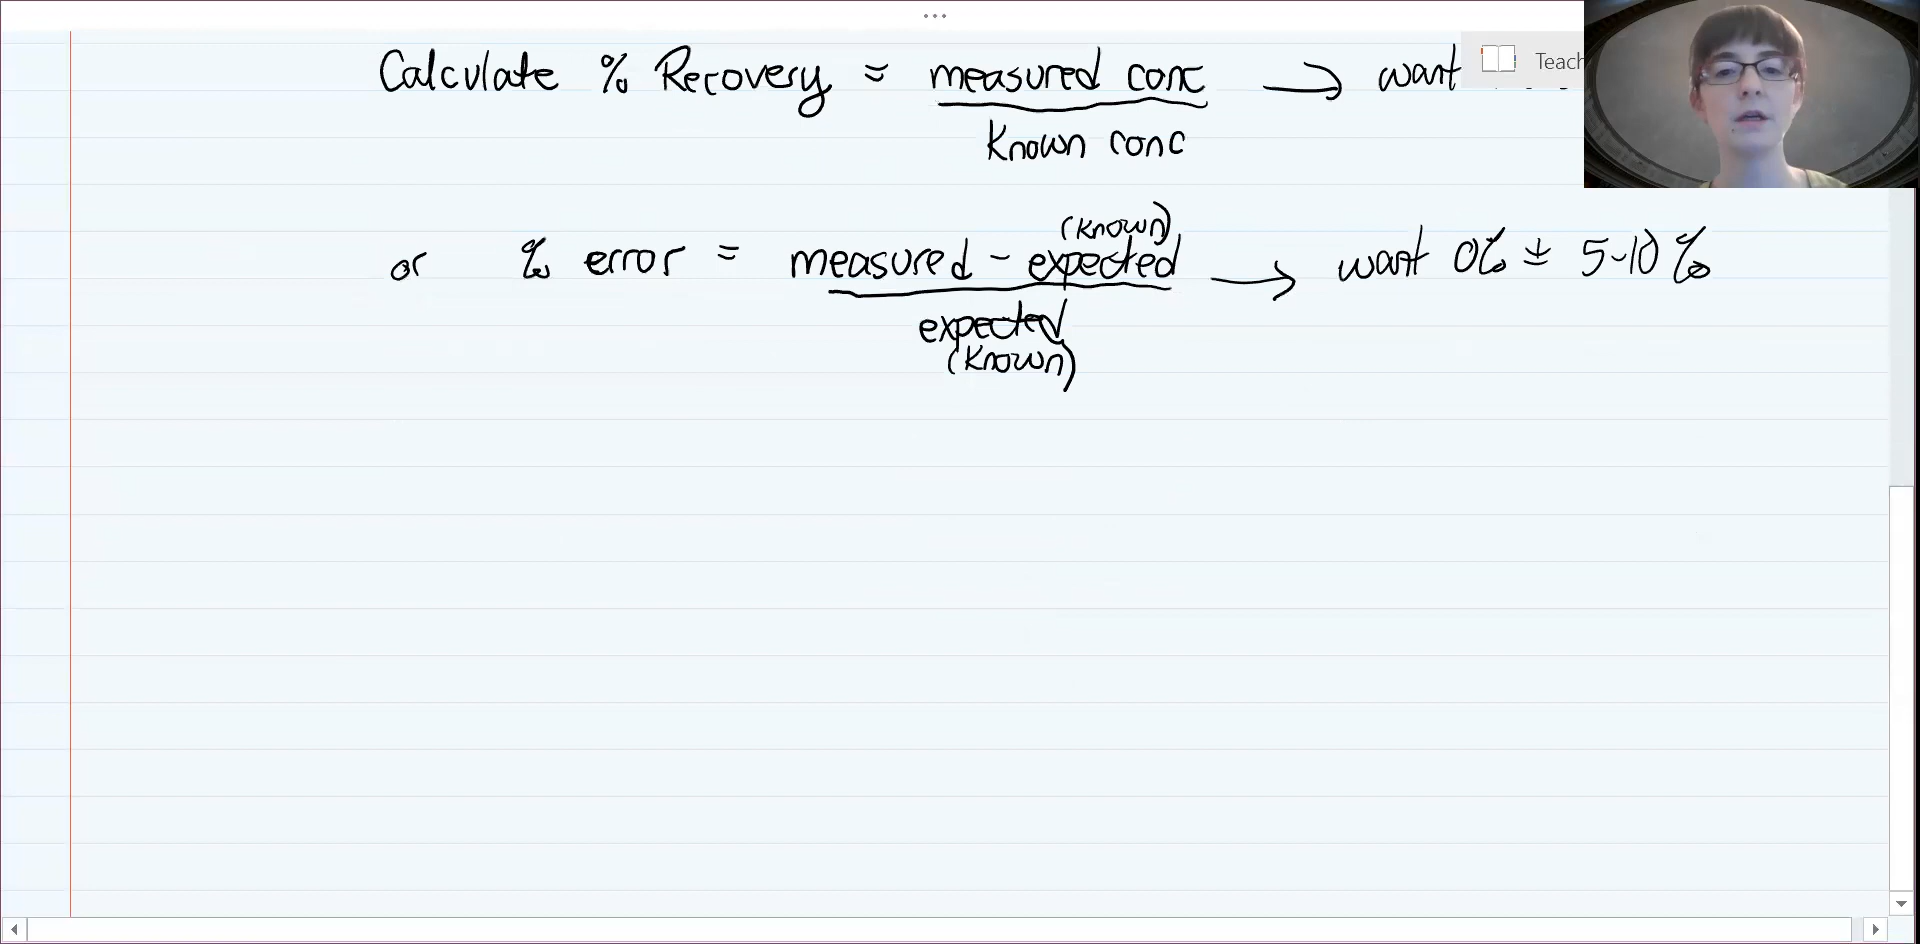 Calculate % Recovery = measured conc → want
Known conc
Teach
(known)
or % error = measured - expected → want 0% ± 5-10%
expected
(known)